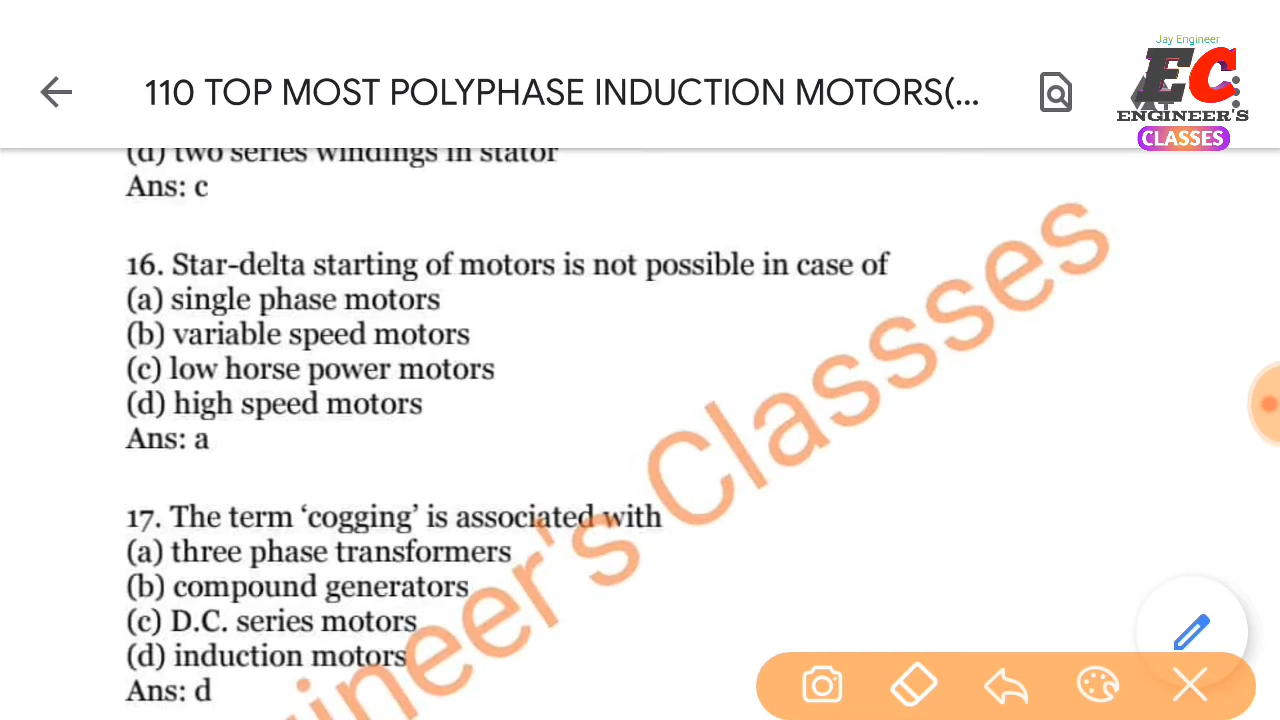 Jay Engineer
EC
ENGINEER'S
CLASSES
110 TOP MOST POLYPHASE INDUCTION MOTORS(...
(d) two series windings in stator
Ans: c
16. Star-delta starting of motors is not possible in case of
(a) single phase motors
(b) variable speed motors
(c) low horse power motors
(d) high speed motors
Ans: a
17. The term ‘cogging’ is associated with
(a) three phase transformers
(b) compound generators
(c) D.C. series motors
(d) induction motors
Ans: d
ineer's Classses